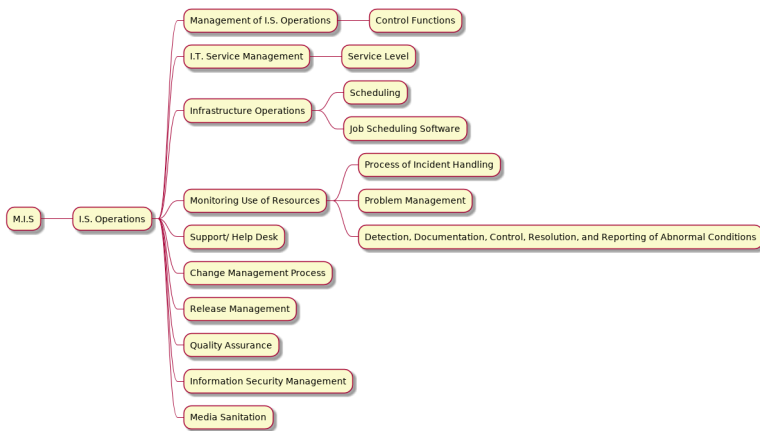 Management of I.S. Operations
Control Functions
I.T. Service Management
Service Level
Infrastructure Operations
Scheduling
Job Scheduling Software
M.I.S
I.S. Operations
Monitoring Use of Resources
Process of Incident Handling
Problem Management
Detection, Documentation, Control, Resolution, and Reporting of Abnormal Conditions
Support/ Help Desk
Change Management Process
Release Management
Quality Assurance
Information Security Management
Media Sanitation